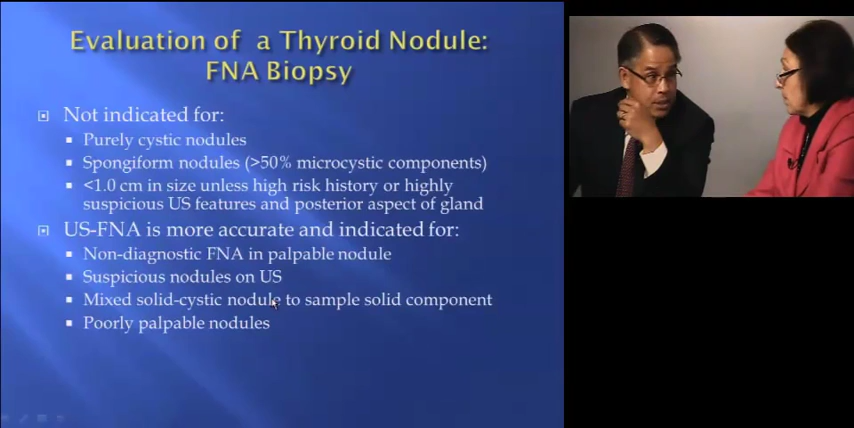 Evaluation of a Thyroid Nodule:
FNA Biopsy
Not indicated for:
Purely cystic nodules
Spongiform nodules (>50% microcystic components)
<1.0 cm in size unless high risk history or highly
suspicious US features and posterior aspect of gland
US-FNA is more accurate and indicated for:
Non-diagnostic FNA in palpable nodule
Suspicious nodules on US
Mixed solid-cystic nodule to sample solid component
Poorly palpable nodules